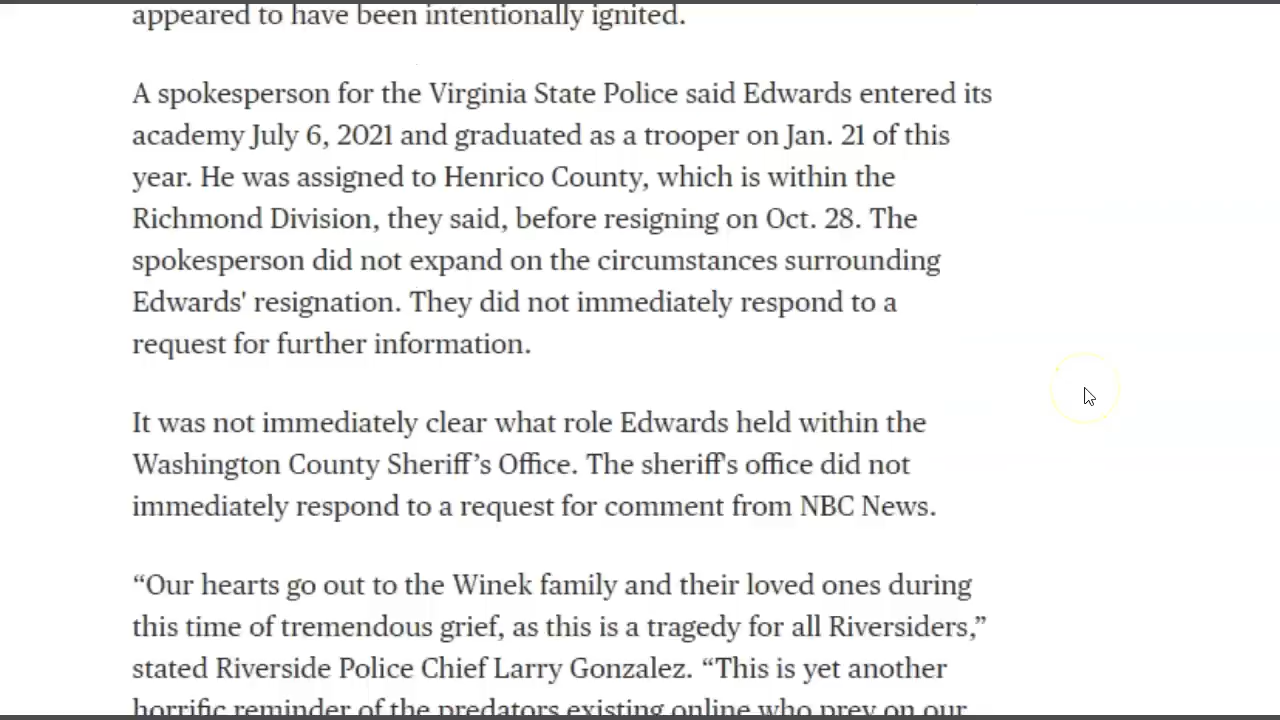 appeared to have been intentionally ignited.
A spokesperson for the Virginia State Police said Edwards entered its
academy July 6, 2021 and graduated as a trooper on Jan. 21 of this
year. He was assigned to Henrico County, which is within the
Richmond Division, they said, before resigning on Oct. 28. The
spokesperson did not expand on the circumstances surrounding
Edwards' resignation. They did not immediately respond to a
request for further information.
It was not immediately clear what role Edwards held within the
Washington County Sheriff’s Office. The sheriff's office did not
immediately respond to a request for comment from NBC News.
“Our hearts go out to the Winek family and their loved ones during
this time of tremendous grief, as this is a tragedy for all Riversiders,”
stated Riverside Police Chief Larry Gonzalez. “This is yet another
horrific reminder of the predators existing online who prey on our